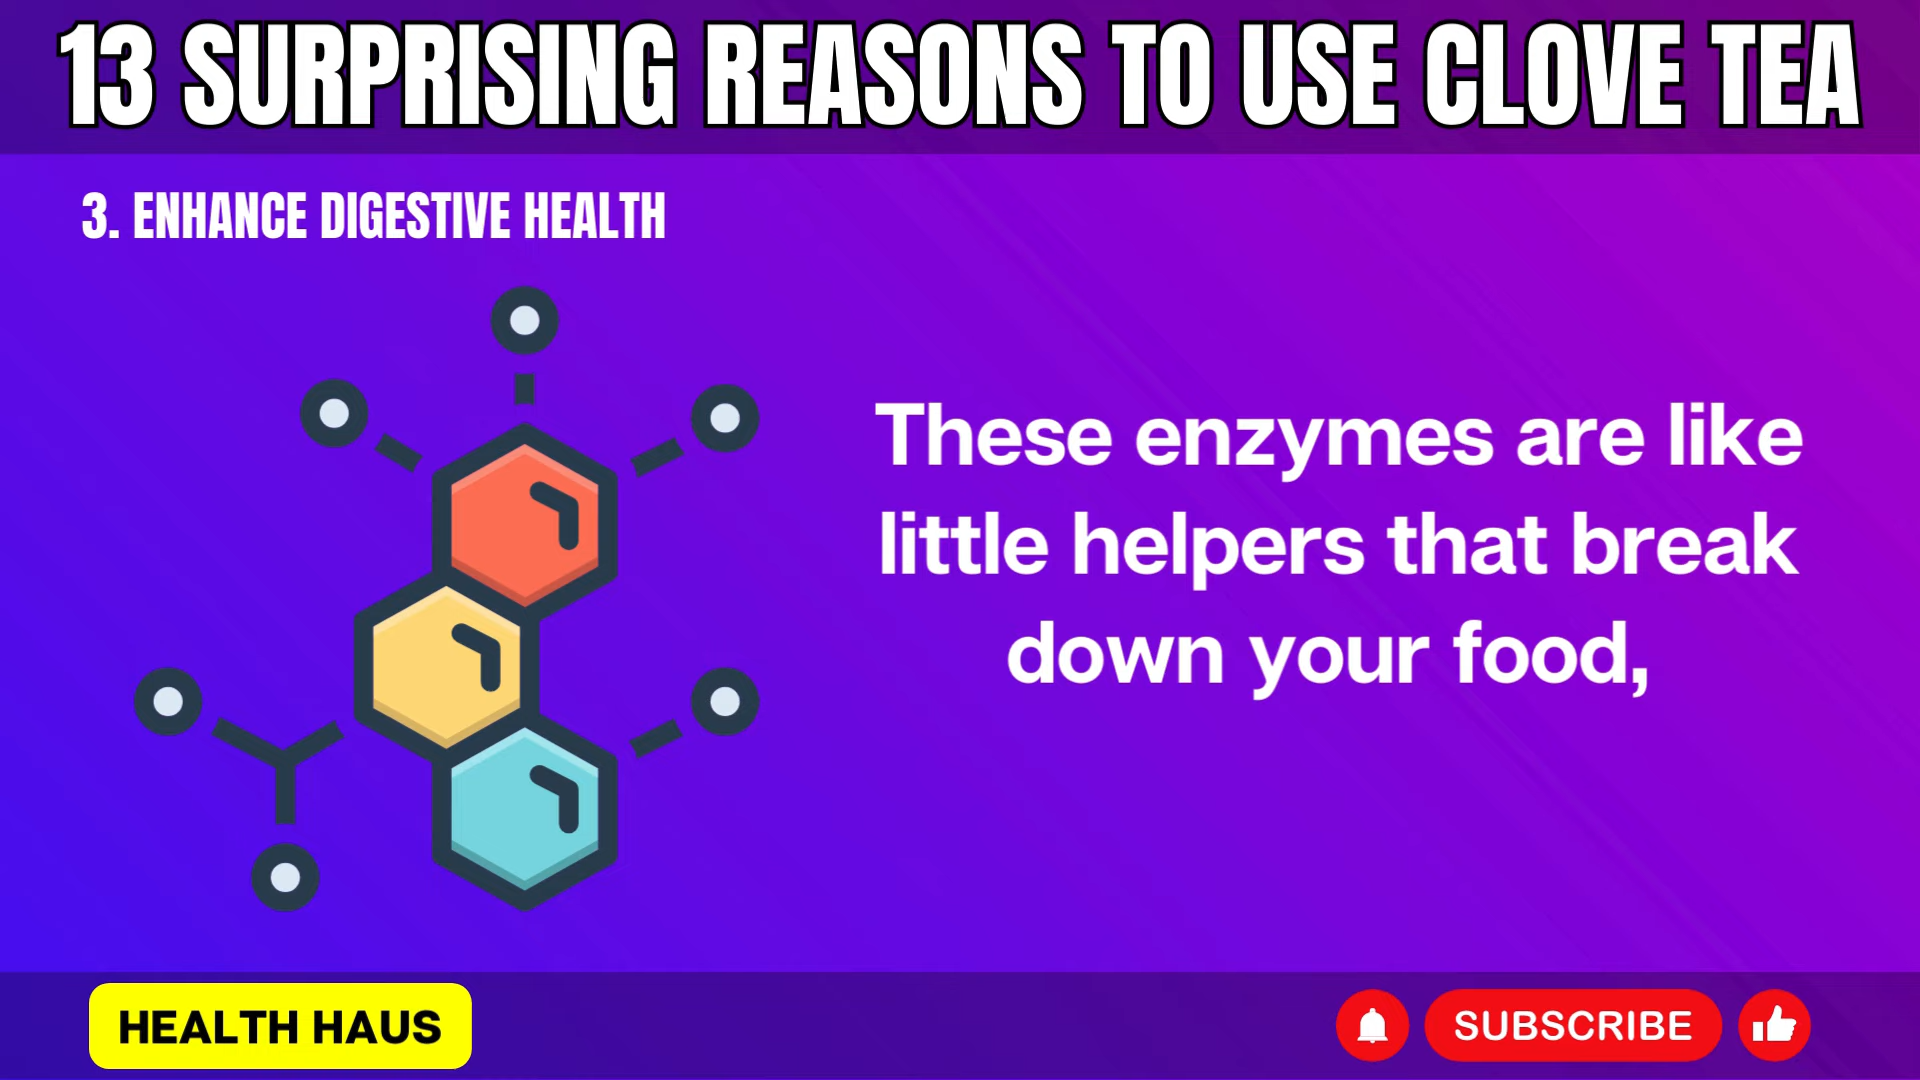 13 SURPRISING REASONS TO USE CLOVE TEA
3. ENHANCE DIGESTIVE HEALTH
These enzymes are like
little helpers that break
down your food,
HEALTH HAUS
SUBSCRIBE